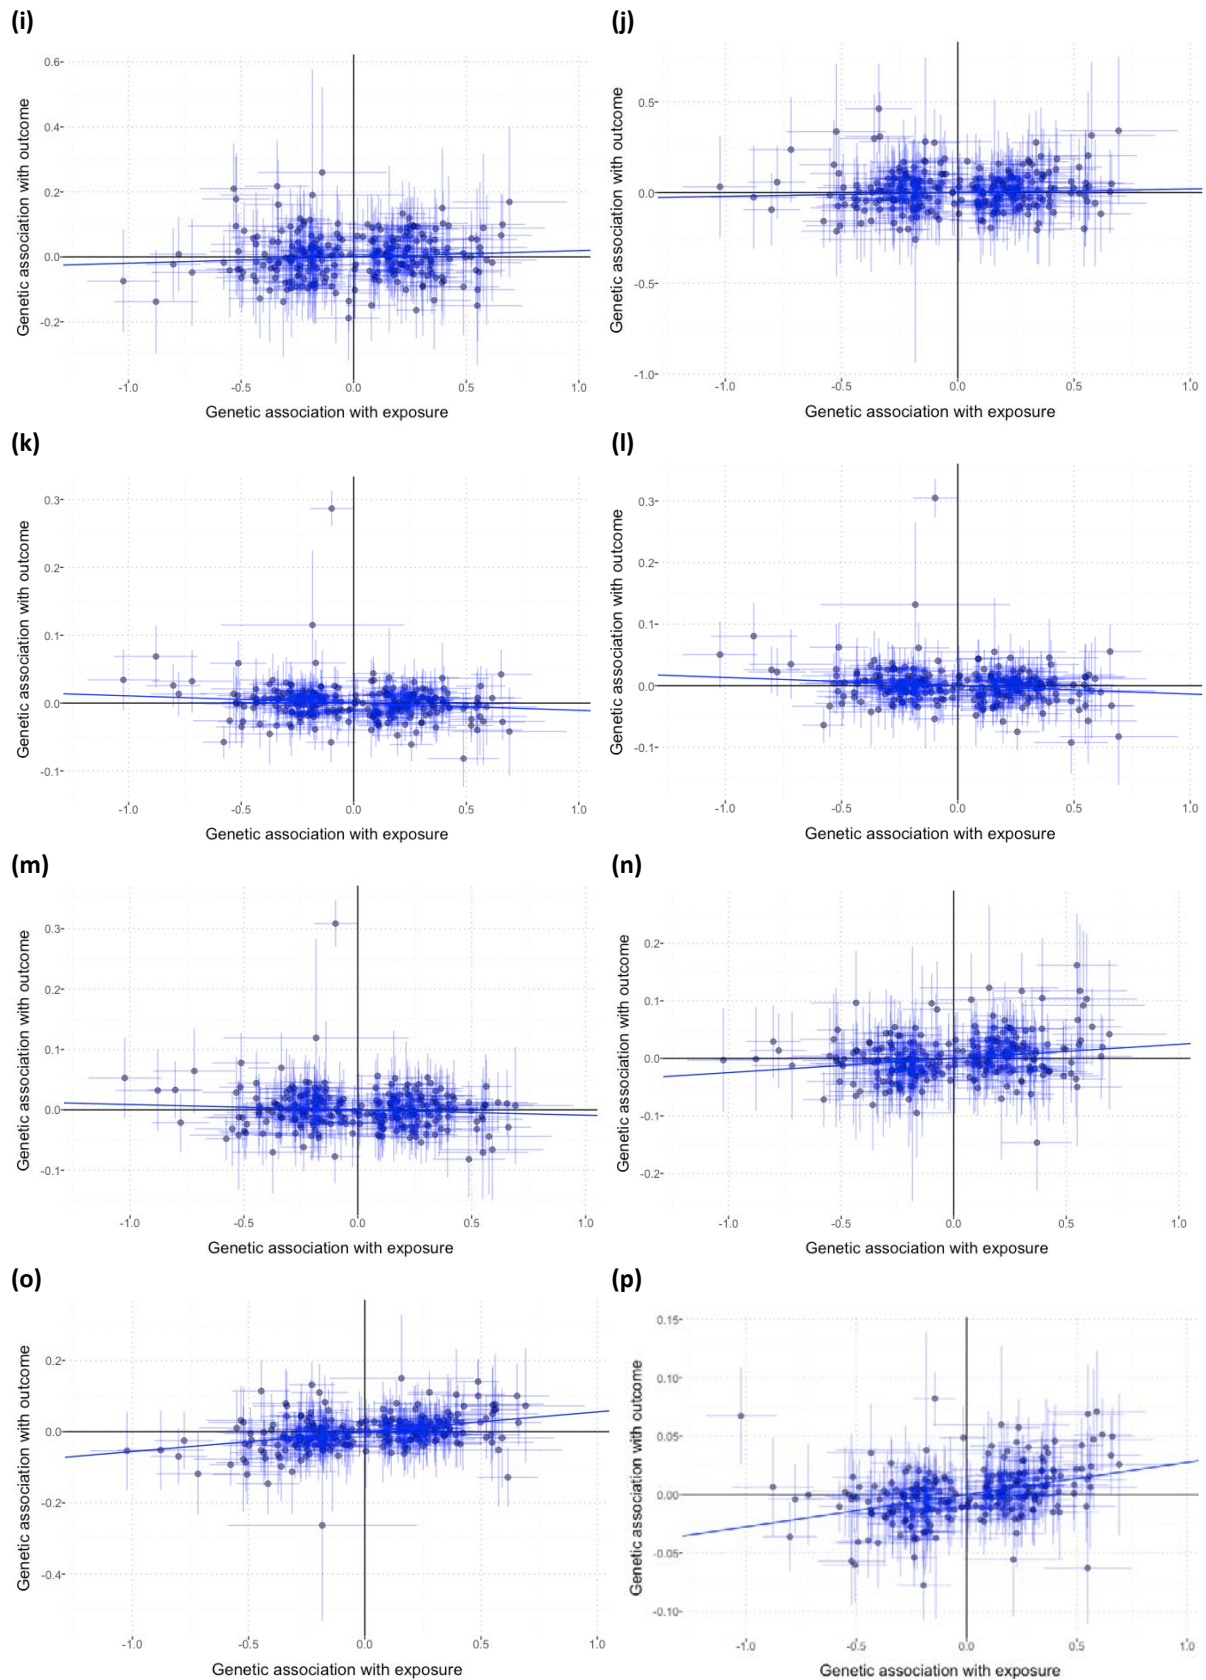 (i)
0.6-
0.4-
0.2-
0.0-
-0.2-
-1.0 -0.5 0.0 0.5 1.0
Genetic association with outcome
Genetic association with exposure
(j)
0.5-
0.0-
-0.5-
-1.0-
-1.0 -0.5 0.0 0.5 1.0
Genetic association with outcome
Genetic association with exposure
(k)
0.3-
0.2-
0.1-
0.0-
-0.1-
-1.0 -0.5 0.0 0.5 1.0
Genetic association with outcome
Genetic association with exposure
(l)
0.3-
0.2-
0.1-
0.0-
-0.1-
-1.0 -0.5 0.0 0.5 1.0
Genetic association with outcome
Genetic association with exposure
(m)
0.3-
0.2-
0.1-
0.0-
-0.1-
-1.0 -0.5 0.0 0.5 1.0
Genetic association with outcome
Genetic association with exposure
(n)
0.2-
0.1-
0.0-
-0.1-
-0.2-
-1.0 -0.5 0.0 0.5 1.0
Genetic association with outcome
Genetic association with exposure
(o)
0.2-
0.0-
-0.2-
-0.4-
-1.0 -0.5 0.0 0.5 1.0
Genetic association with outcome
Genetic association with exposure
(p)
0.15-
0.10-
0.05-
0.00-
-0.05-
-0.10-
-1.0 -0.5 0.0 0.5 1.0
Genetic association with outcome
Genetic association with exposure